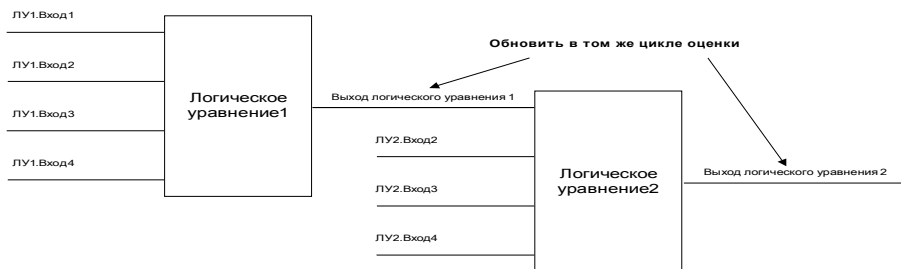 ЛУ1.Вход1
Обновить в том же цикле оценки
ЛУ1.Вход2
Логическое
уравнение1
Выход логического уравнения 1
ЛУ1.Вход3
ЛУ2.Вход2
ЛУ1.Вход4
Логическое
уравнение2
Выход логического уравнения 2
ЛУ2.Вход3
ЛУ2.Вход4